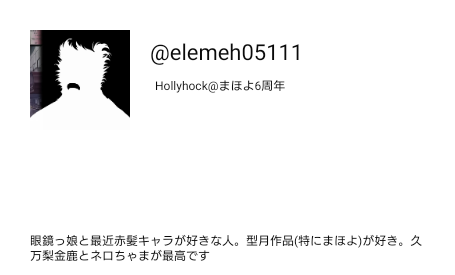 @elemeh05111
Hollyhock@まほよ6周年
眼鏡っ娘と最近赤髪キャラが好きな人。型月作品(特にまほよ)が好き。久
万梨金鹿とネロちゃまが最高です